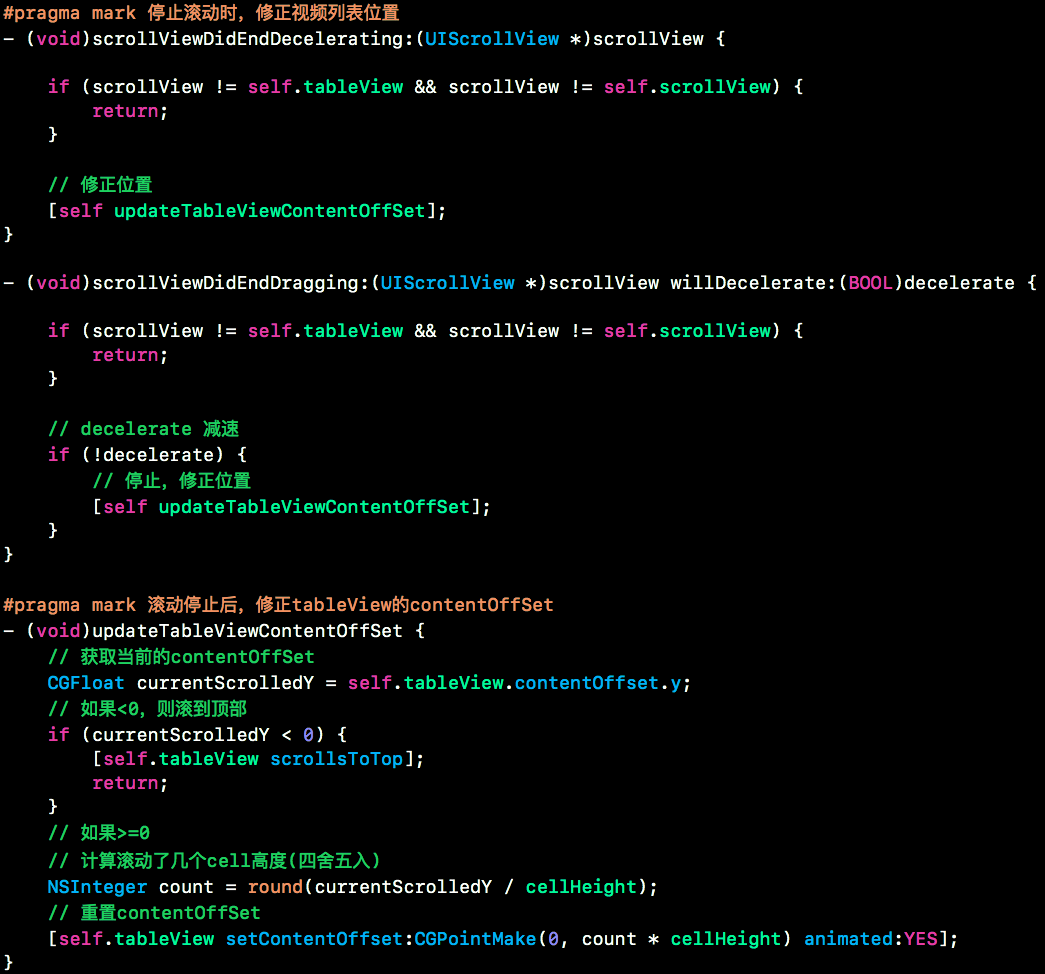 #pragma mark 停止滚动时，修正视频列表位置
- (void)scrollViewDidEndDecelerating:(UIScrollView *)scrollView {
    if (scrollView != self.tableView && scrollView != self.scrollView) {
        return;
    }
    // 修正位置
    [self updateTableViewContentOffSet];
}
- (void)scrollViewDidEndDragging:(UIScrollView *)scrollView willDecelerate:(BOOL)decelerate {
    if (scrollView != self.tableView && scrollView != self.scrollView) {
        return;
    }
    // decelerate 减速
    if (!decelerate) {
        // 停止，修正位置
        [self updateTableViewContentOffSet];
    }
}
#pragma mark 滚动停止后，修正tableView的contentOffSet
- (void)updateTableViewContentOffSet {
    // 获取当前的contentOffSet
    CGFloat currentScrolledY = self.tableView.contentOffset.y;
    // 如果<0，则滚到顶部
    if (currentScrolledY < 0) {
        [self.tableView scrollsToTop];
        return;
    }
    // 如果>=0
    // 计算滚动了几个cell高度(四舍五入)
    NSInteger count = round(currentScrolledY / cellHeight);
    // 重置contentOffSet
    [self.tableView setContentOffset:CGPointMake(0, count * cellHeight) animated:YES];
}